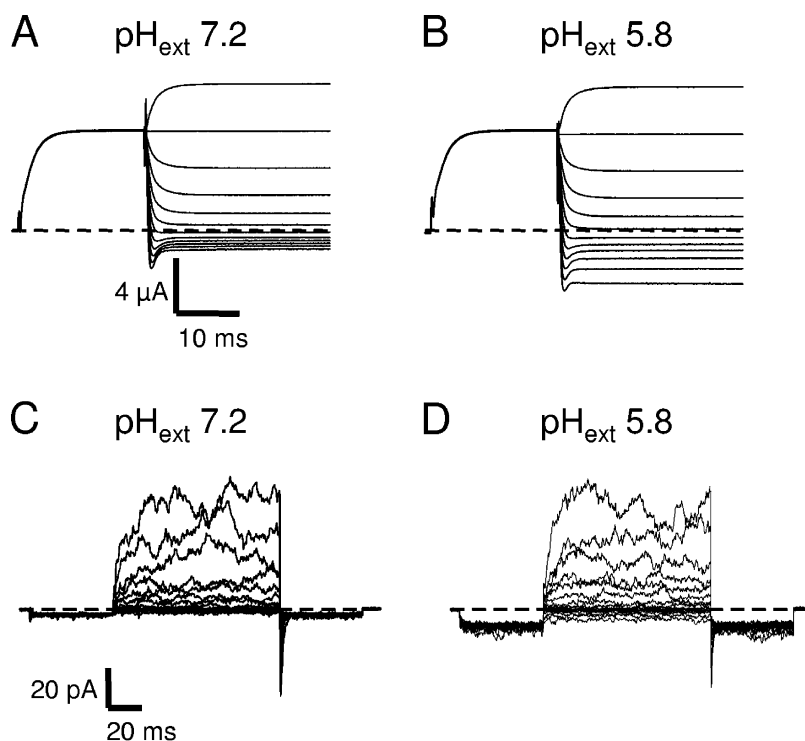 A pHext 7.2
B pHext 5.8
4 µA
10 ms
C pHext 7.2
D pHext 5.8
20 pA
20 ms